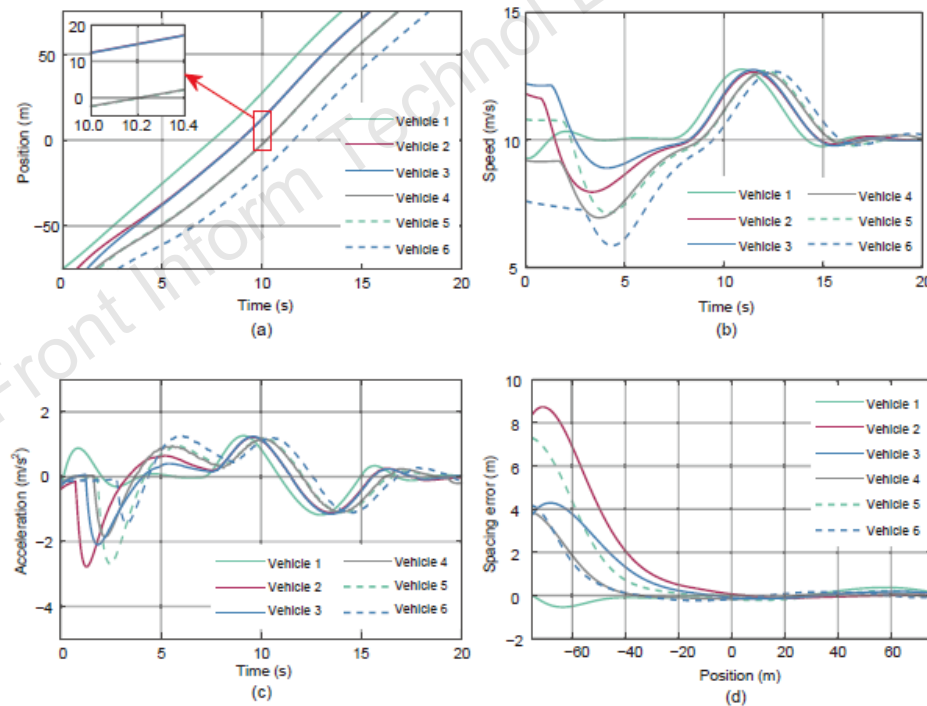 Front Inform Technol E
20
10
0
10.0 10.2 10.4
50
0
−50
Position (m)
Vehicle 1
Vehicle 2
Vehicle 3
Vehicle 4
Vehicle 5
Vehicle 6
0 5 10 15 20
Time (s)
(a)
15
10
5
Speed (m/s)
Vehicle 1 Vehicle 4
Vehicle 2 Vehicle 5
Vehicle 3 Vehicle 6
0 5 10 15 20
Time (s)
(b)
2
0
−2
−4
Acceleration (m/s²)
Vehicle 1 Vehicle 4
Vehicle 2 Vehicle 5
Vehicle 3 Vehicle 6
0 5 10 15 20
Time (s)
(c)
10
8
6
4
2
0
−2
Spacing error (m)
Vehicle 1
Vehicle 2
Vehicle 3
Vehicle 4
Vehicle 5
Vehicle 6
−60 −40 −20 0 20 40 60
Position (m)
(d)